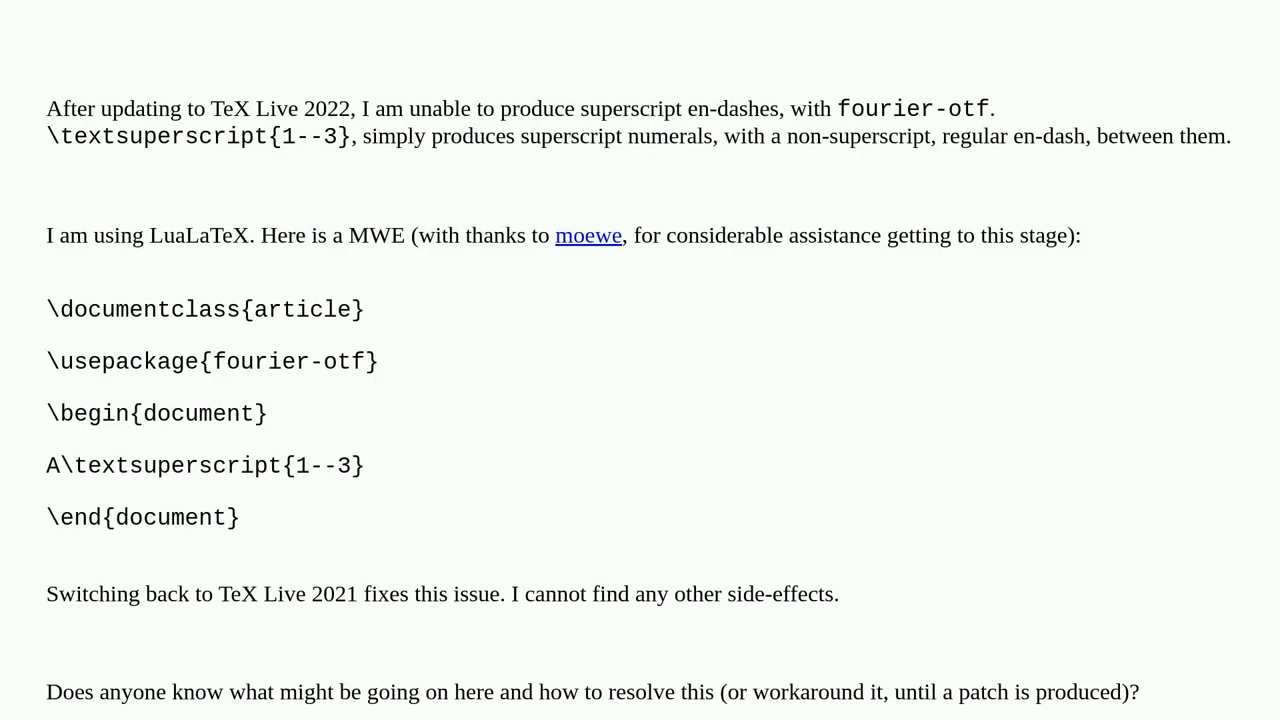 After updating to TeX Live 2022, I am unable to produce superscript en-dashes, with fourier-otf.
\textsuperscript{1--3}, simply produces superscript numerals, with a non-superscript, regular en-dash, between them.
I am using LuaLaTeX. Here is a MWE (with thanks to moewe, for considerable assistance getting to this stage):
\documentclass{article}
\usepackage{fourier-otf}
\begin{document}
A\textsuperscript{1--3}
\end{document}
Switching back to TeX Live 2021 fixes this issue. I cannot find any other side-effects.
Does anyone know what might be going on here and how to resolve this (or workaround it, until a patch is produced)?